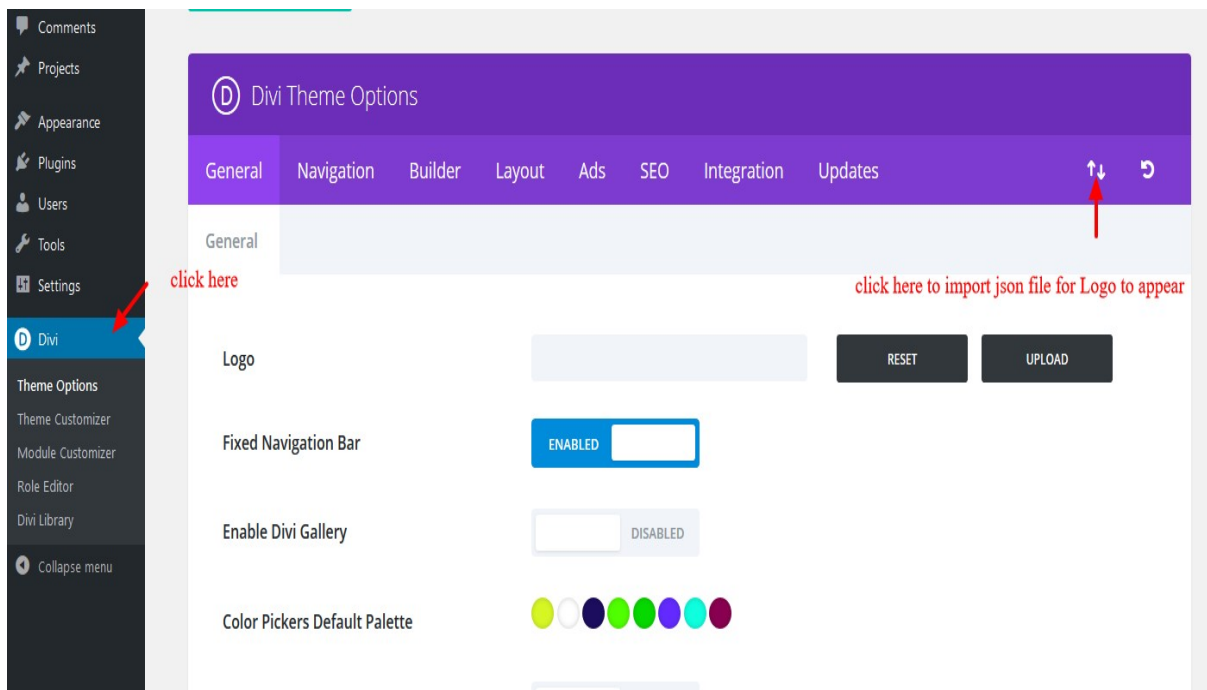 Comments
Projects
Appearance
Plugins
Users
Tools
Settings
Divi
Theme Options
Theme Customizer
Module Customizer
Role Editor
Divi Library
Collapse menu
D Divi Theme Options
General Navigation Builder Layout Ads SEO Integration Updates
General
click here
click here to import json file for Logo to appear
Logo RESET UPLOAD
Fixed Navigation Bar ENABLED
Enable Divi Gallery DISABLED
Color Pickers Default Palette